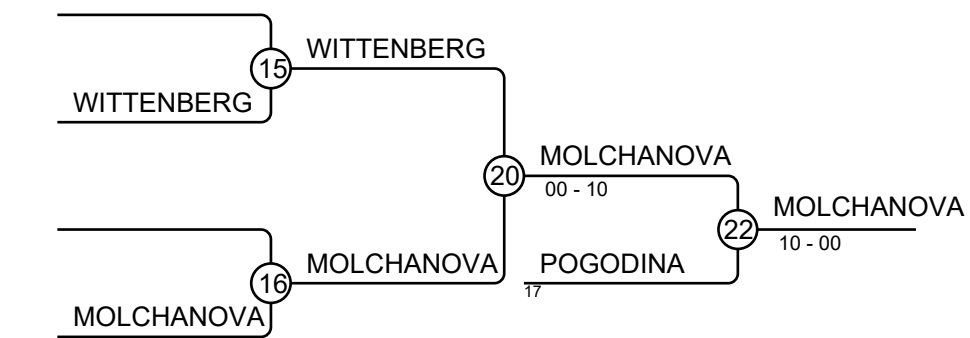 WITTENBERG
15
WITTENBERG
MOLCHANOVA
20
00 - 10
MOLCHANOVA
22
10 - 00
MOLCHANOVA
POGODINA
16
17
MOLCHANOVA